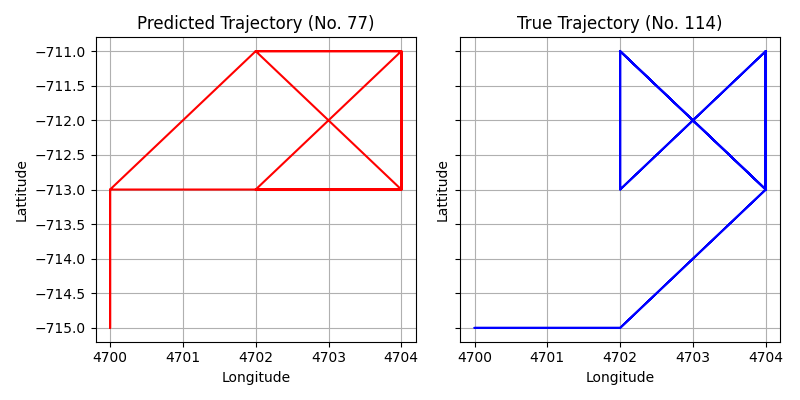 Predicted Trajectory (No. 77)
True Trajectory (No. 114)
−711.0
−711.5
−712.0
−712.5
−713.0
−713.5
−714.0
−714.5
−715.0
Lattitude
Lattitude
4700 4701 4702 4703 4704
4700 4701 4702 4703 4704
Longitude
Longitude